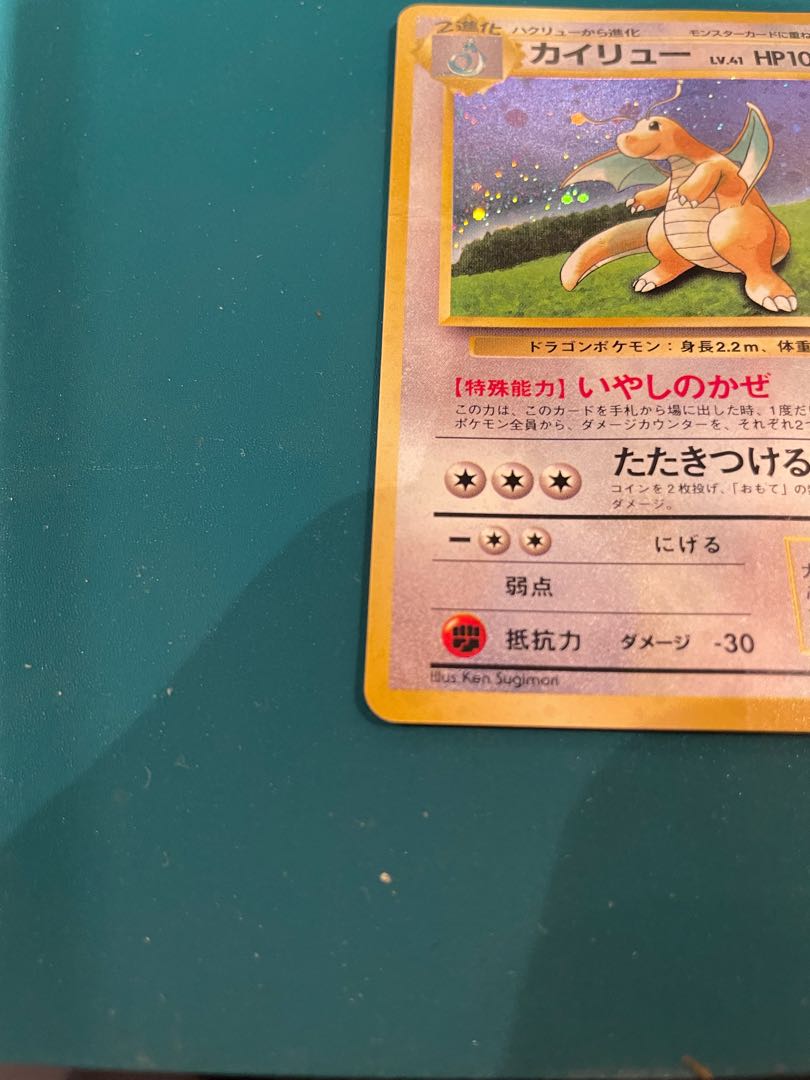 2進化 ハクリューから進化 モンスターカードに重ね
カイリュー LV.41 HP10
ドラゴンポケモン：身長2.2m、体重
【特殊能力】いやしのかぜ
この力は、このカードを手札から場に出した時、1度だ
ポケモン全員から、ダメージカウンターを、それぞれ2
たたきつける
コインを2枚投げ、「おもて」の
ダメージ。
にげる
弱点
抵抗力 ダメージ -30
Illus. Ken Sugimori